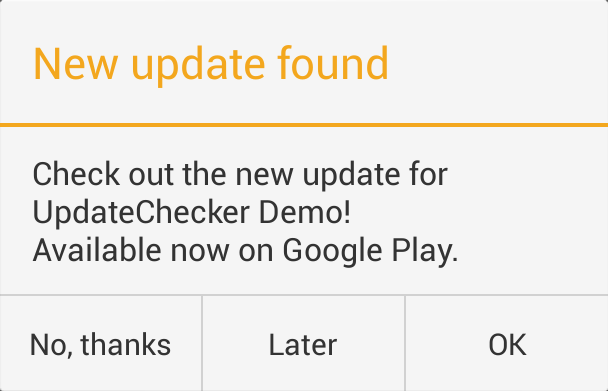 New update found
Check out the new update for
UpdateChecker Demo!
Available now on Google Play.
No, thanks
Later
OK